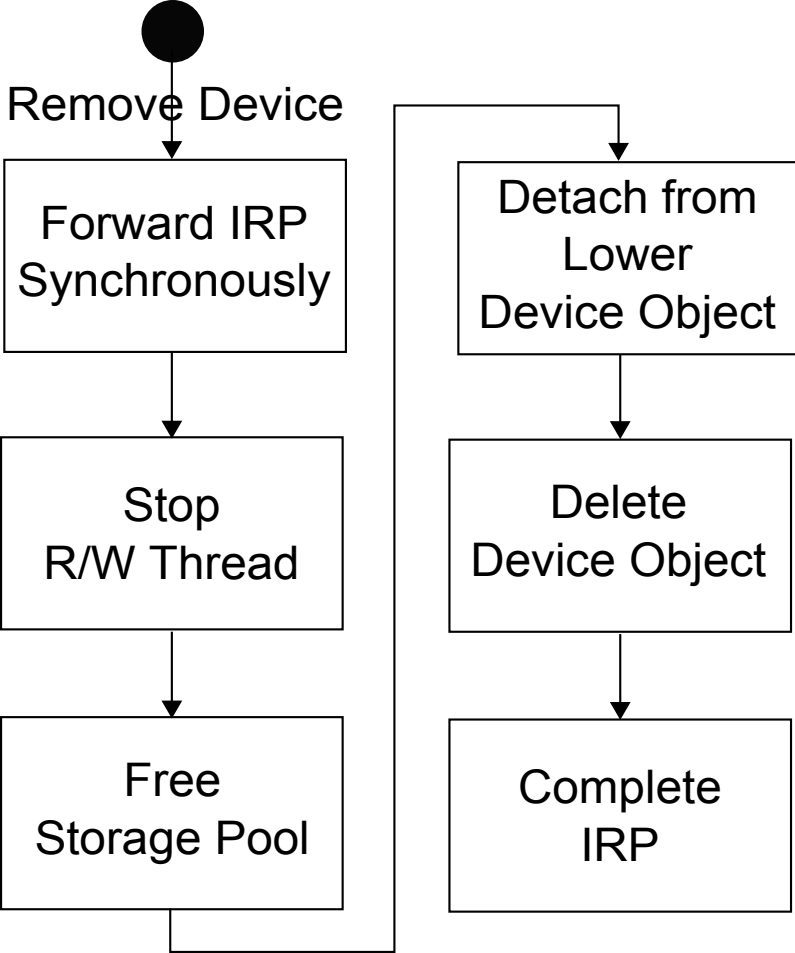 Remove Device
Forward IRP
Synchronously
Stop
R/W Thread
Free
Storage Pool
Detach from
Lower
Device Object
Delete
Device Object
Complete
IRP